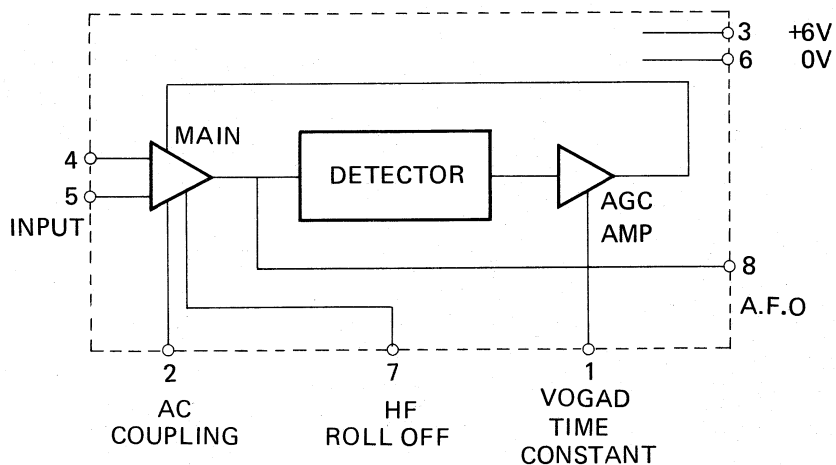 3 +6V
6 0V
MAIN
4
5
INPUT
DETECTOR
AGC
AMP
8
A.F.O
2
AC
COUPLING
7
HF
ROLL OFF
1
VOGAD
TIME
CONSTANT